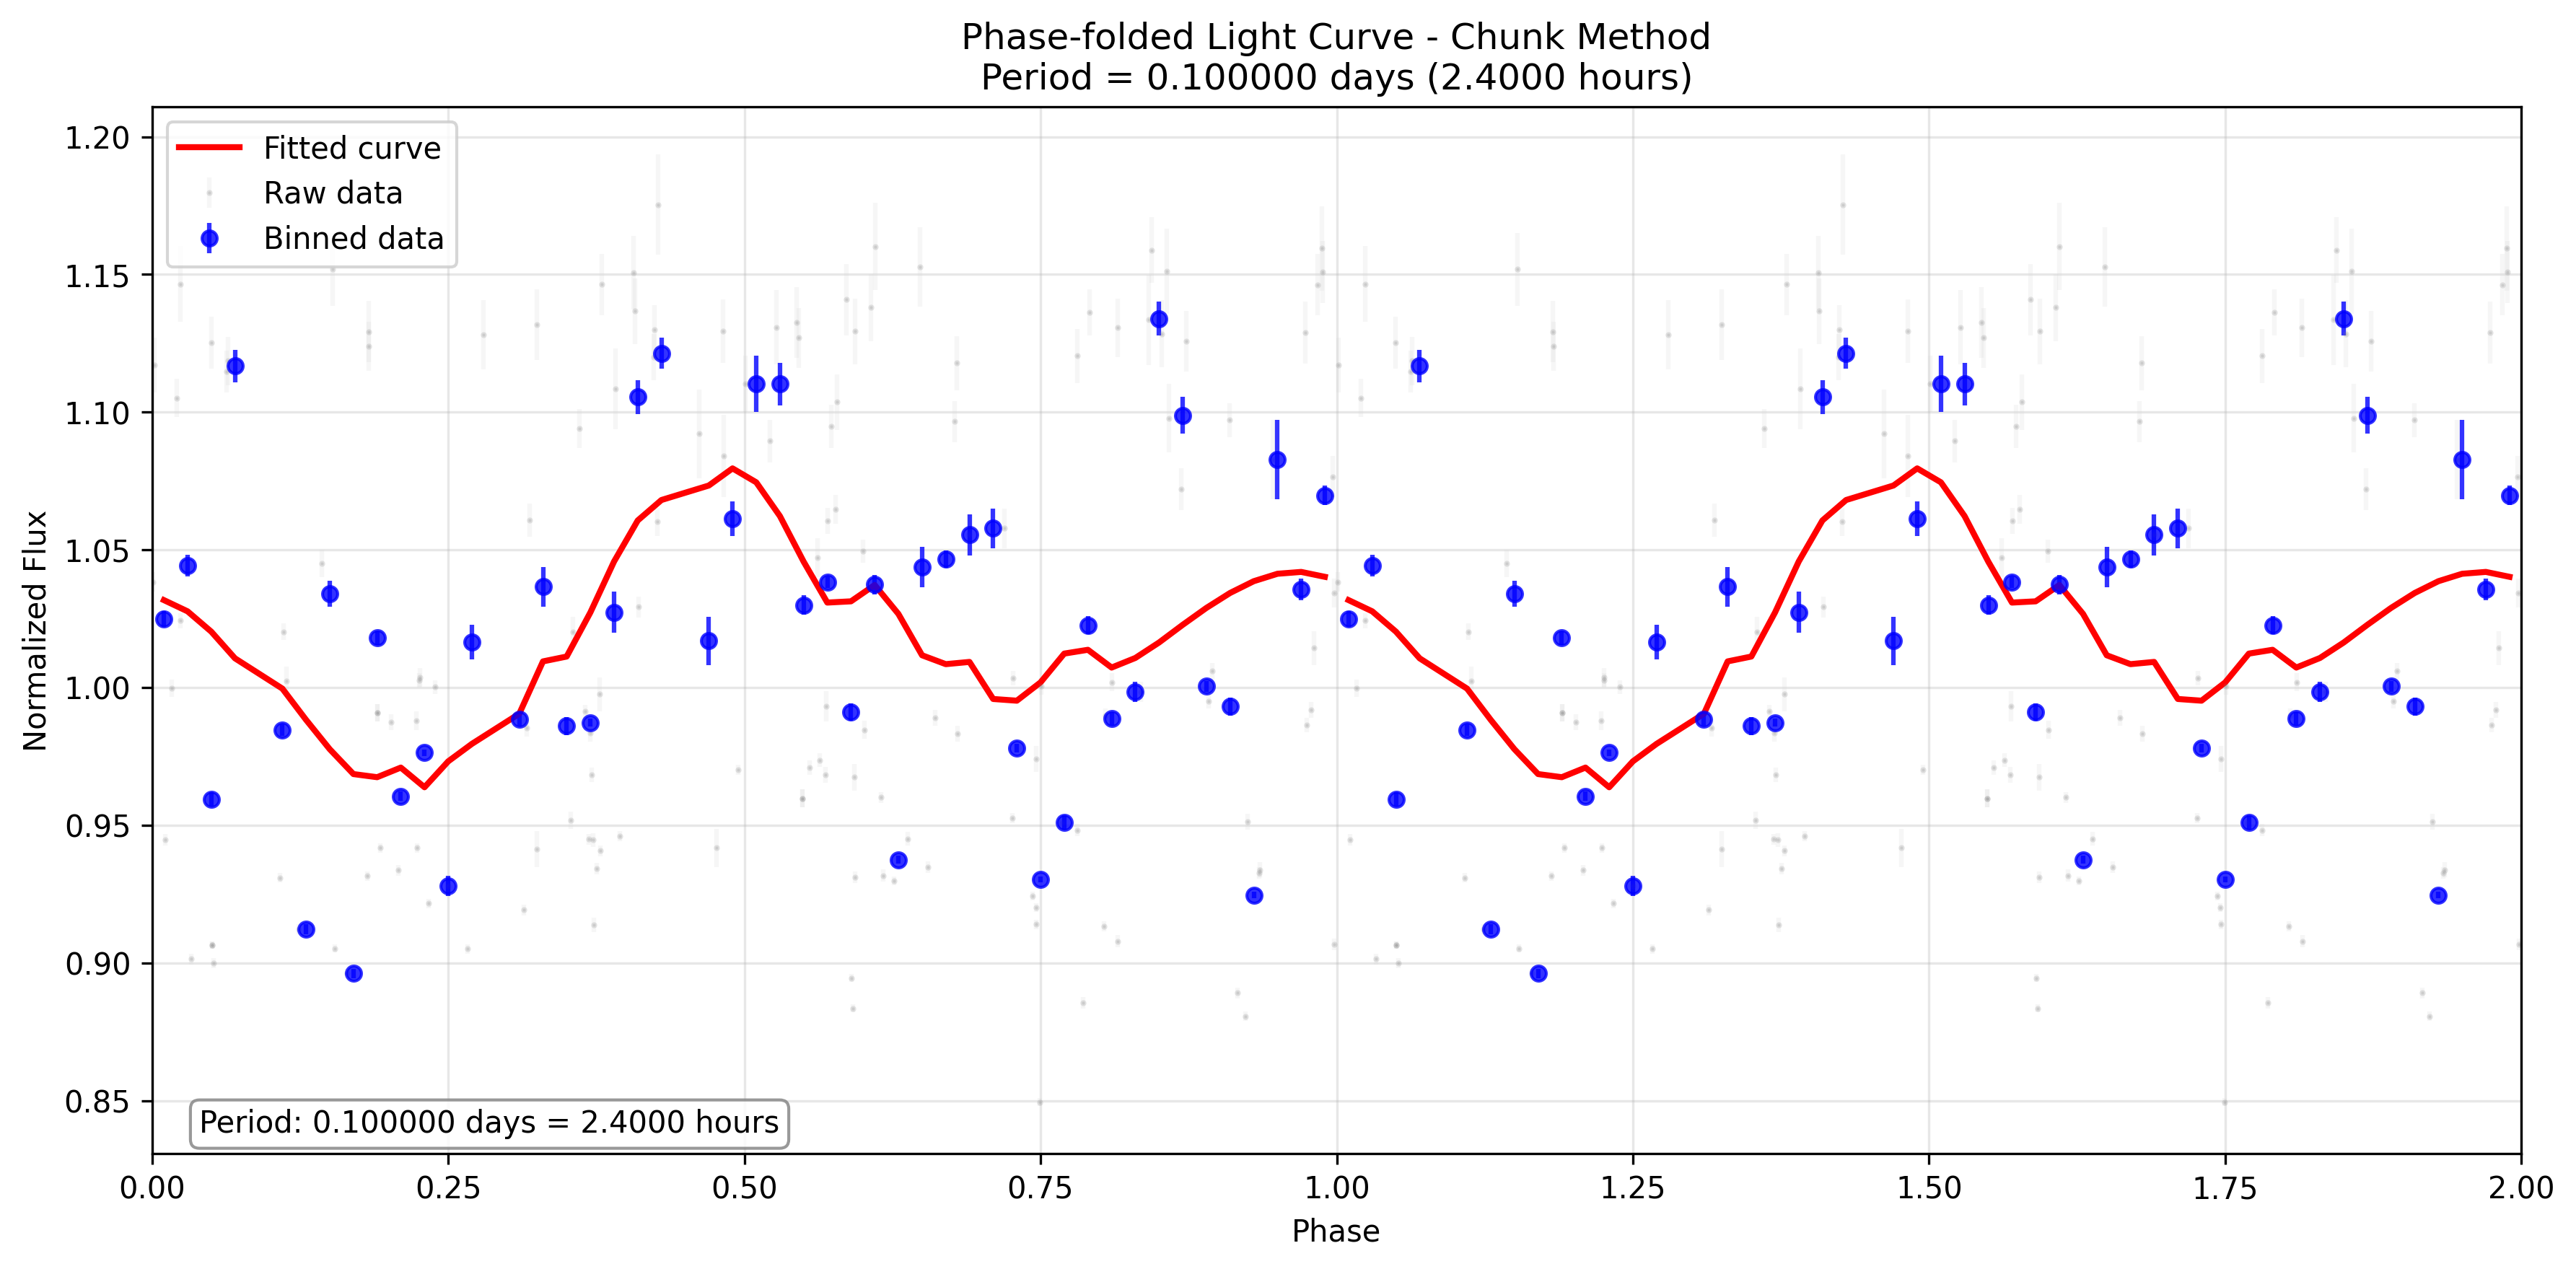 Phase-folded Light Curve - Chunk Method
Period = 0.100000 days (2.4000 hours)
Fitted curve
Raw data
Binned data
Normalized Flux
1.20
1.15
1.10
1.05
1.00
0.95
0.90
0.85
Period: 0.100000 days = 2.4000 hours
0.00 0.25 0.50 0.75 1.00 1.25 1.50 1.75 2.00
Phase